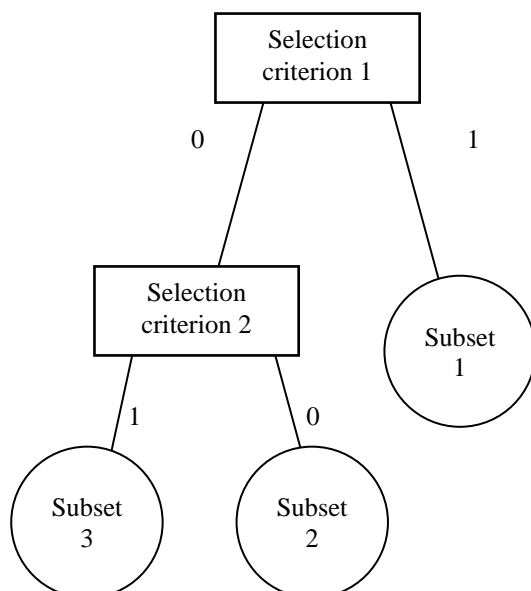 Selection
criterion 1
0
1
Selection
criterion 2
Subset
1
1
0
Subset
3
Subset
2